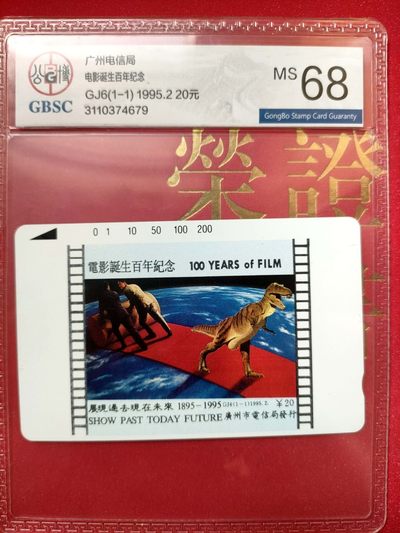 广州电信局
电影诞生百年纪念
GJ6(1-1) 1995.2 20元
3110374679
GBSC
MS 68
GongBo Stamp Card Guaranty
榮證
0 1 10 50 100 200
電影誕生百年紀念 100 YEARS of FILM
展現過去現在未來 1895-1995 GJ6(1-1)1995.2. ¥20
SHOW PAST TODAY FUTURE 廣州市電信局發行